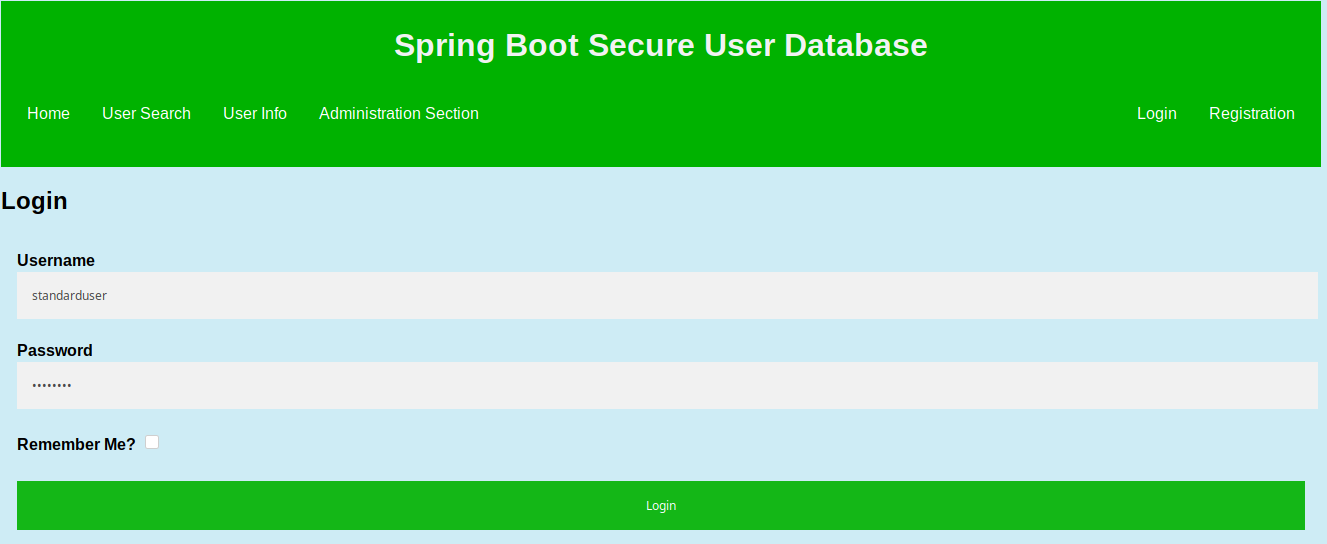 Spring Boot Secure User Database
Home User Search User Info Administration Section Login Registration
Login
Username
standarduser
Password
••••••••
Remember Me?
Login